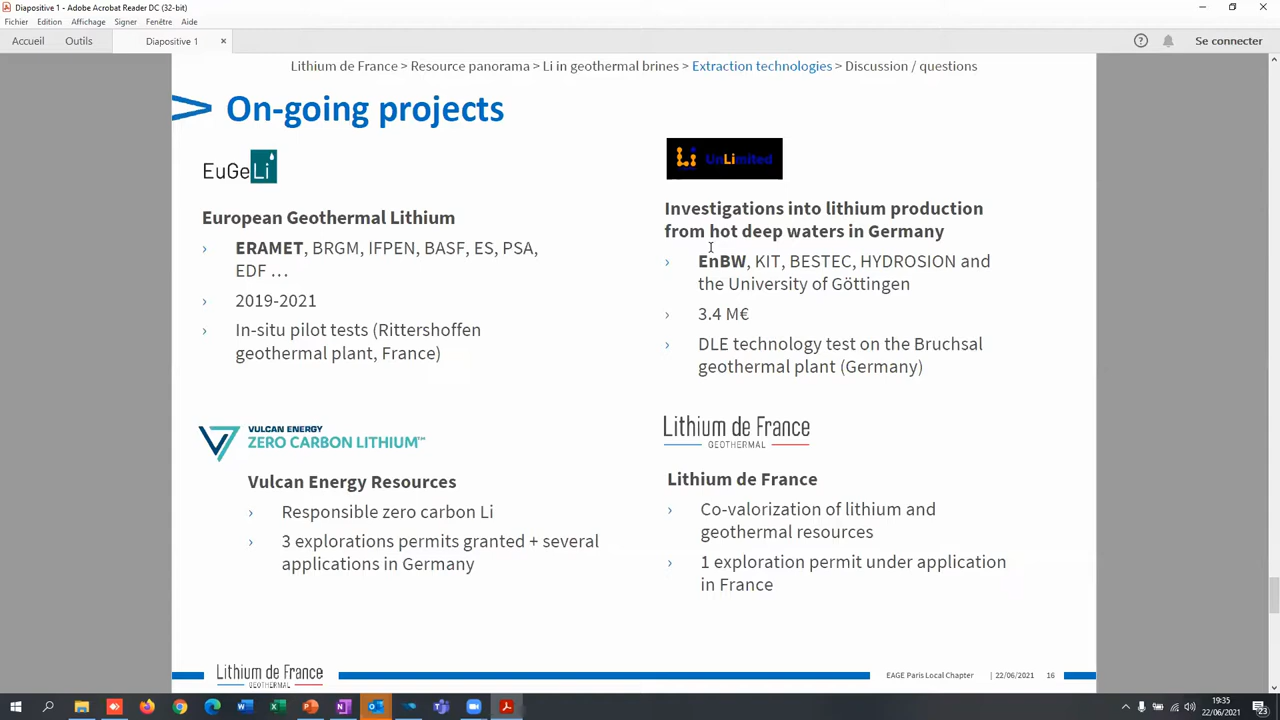 Diapositive 1 - Adobe Acrobat Reader DC (32-bit)
Fichier Edition Affichage Signer Fenêtre Aide
Accueil Outils Diapositive 1 × Se connecter
Lithium de France > Resource panorama > Li in geothermal brines > Extraction technologies > Discussion / questions
> On-going projects
EuGeLi
European Geothermal Lithium
› ERAMET, BRGM, IFPEN, BASF, ES, PSA,
EDF ...
› 2019-2021
› In-situ pilot tests (Rittershoffen
geothermal plant, France)
Li UnLimited
Investigations into lithium production
from hot deep waters in Germany
› EnBW, KIT, BESTEC, HYDROSION and
the University of Göttingen
› 3.4 M€
› DLE technology test on the Bruchsal
geothermal plant (Germany)
VULCAN ENERGY
ZERO CARBON LITHIUM™
Vulcan Energy Resources
› Responsible zero carbon Li
› 3 explorations permits granted + several
applications in Germany
Lithium de France
GEOTHERMAL
Lithium de France
› Co-valorization of lithium and
geothermal resources
› 1 exploration permit under application
in France
Lithium de France
GEOTHERMAL
EAGE Paris Local Chapter | 22/06/2021 16
19:35
22/06/2021
23